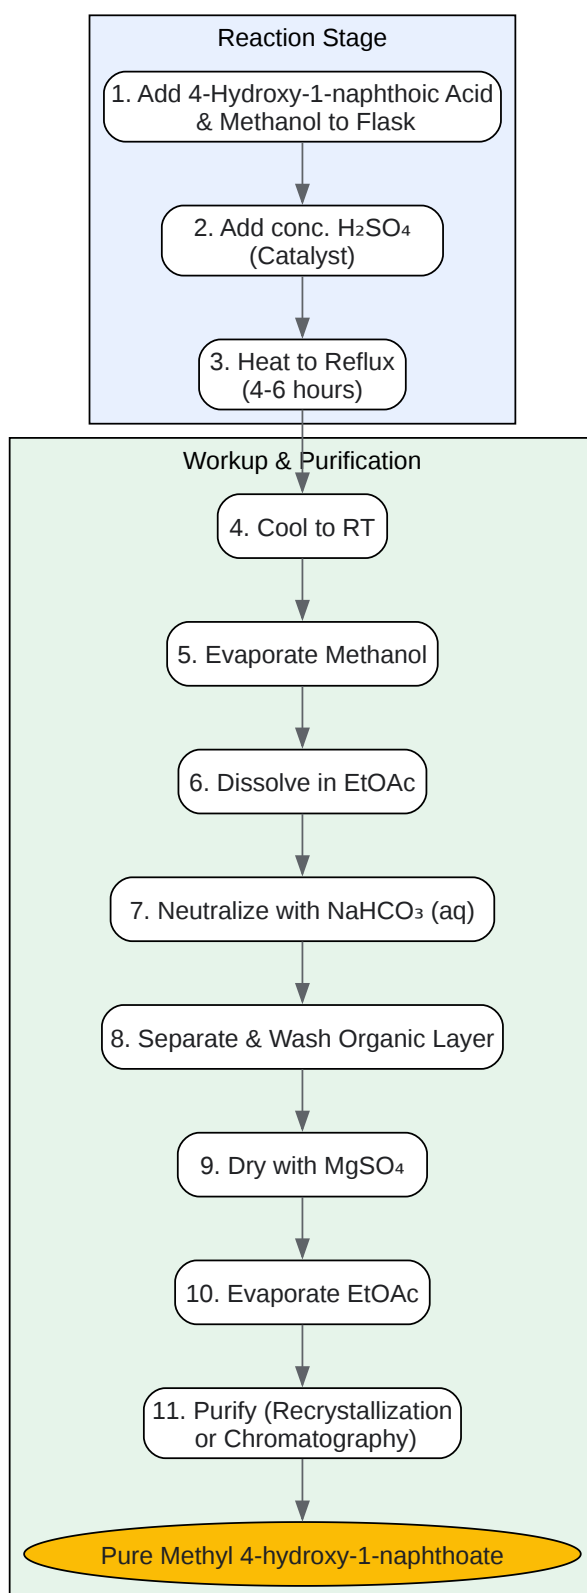 Reaction Stage
1. Add 4-Hydroxy-1-naphthoic Acid
& Methanol to Flask
2. Add conc. H₂SO₄
(Catalyst)
3. Heat to Reflux
(4-6 hours)
Workup & Purification
4. Cool to RT
5. Evaporate Methanol
6. Dissolve in EtOAc
7. Neutralize with NaHCO₃ (aq)
8. Separate & Wash Organic Layer
9. Dry with MgSO₄
10. Evaporate EtOAc
11. Purify (Recrystallization
or Chromatography)
Pure Methyl 4-hydroxy-1-naphthoate